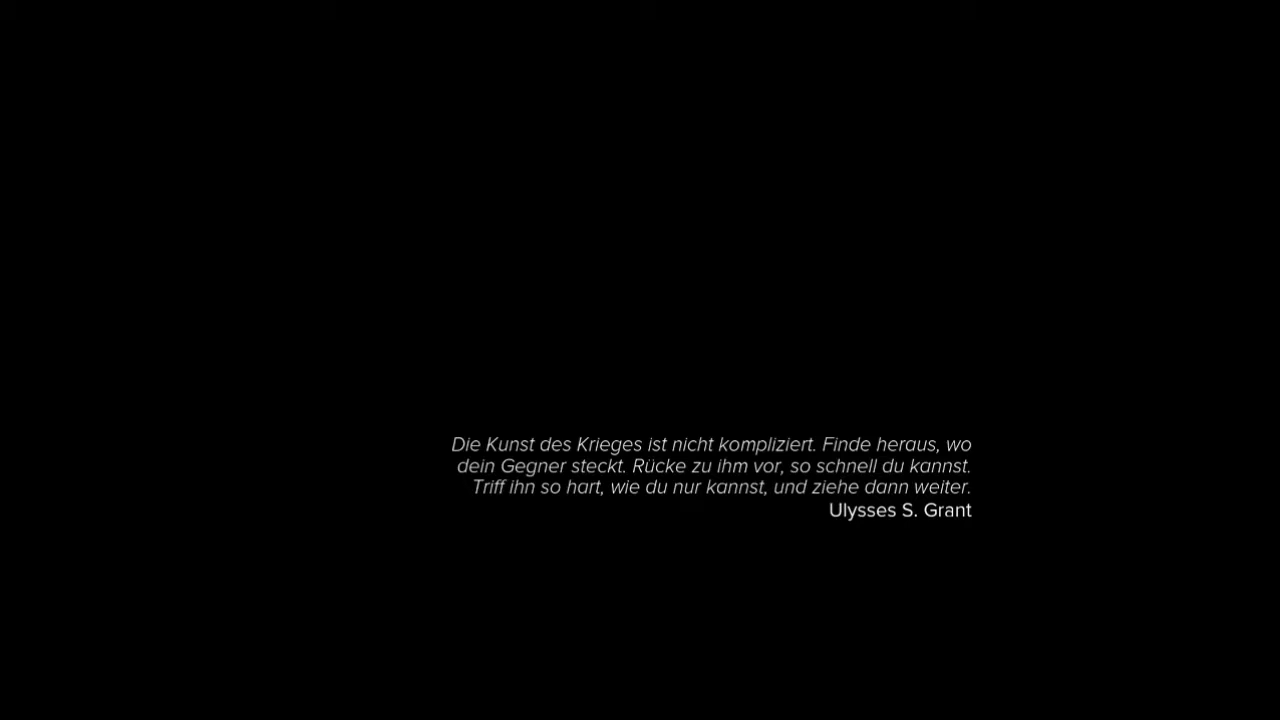 Die Kunst des Krieges ist nicht kompliziert. Finde heraus, wo
dein Gegner steckt. Rücke zu ihm vor, so schnell du kannst.
Triff ihn so hart, wie du nur kannst, und ziehe dann weiter.
Ulysses S. Grant